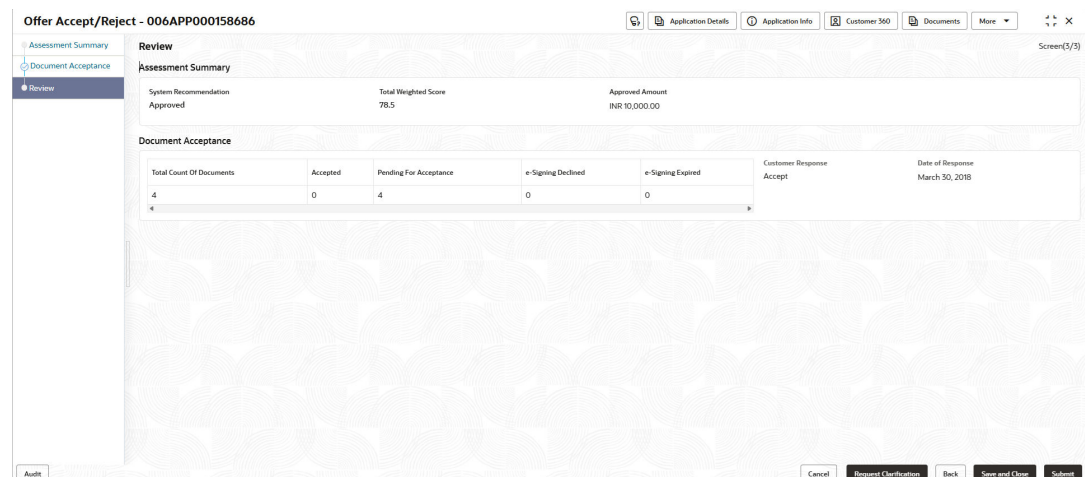 Offer Accept/Reject - 006APP000158686
Application Details
Application Info
Customer 360
Documents
More
Assessment Summary
Document Acceptance
Review
Review
Screen(3/3)
Assessment Summary
System Recommendation Total Weighted Score Approved Amount
Approved 78.5 INR 10,000.00
Document Acceptance
Total Count Of Documents Accepted Pending For Acceptance e-Signing Declined e-Signing Expired
4 0 4 0 0
Customer Response Date of Response
Accept March 30, 2018
Audit Cancel Request Clarification Back Save and Close Submit